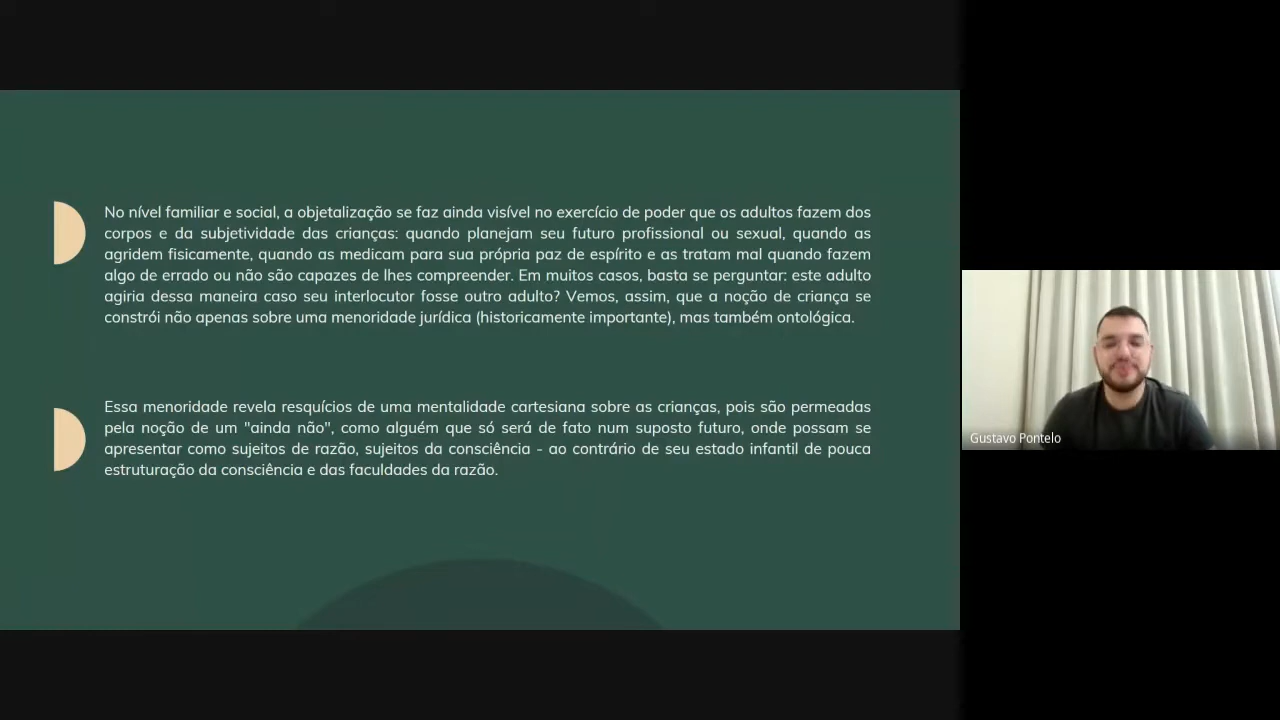 No nível familiar e social, a objetalização se faz ainda visível no exercício de poder que os adultos fazem dos
corpos e da subjetividade das crianças: quando planejam seu futuro profissional ou sexual, quando as
agridem fisicamente, quando as medicam para sua própria paz de espírito e as tratam mal quando fazem
algo de errado ou não são capazes de lhes compreender. Em muitos casos, basta se perguntar: este adulto
agiria dessa maneira caso seu interlocutor fosse outro adulto? Vemos, assim, que a noção de criança se
constrói não apenas sobre uma menoridade jurídica (historicamente importante), mas também ontológica.
Essa menoridade revela resquícios de uma mentalidade cartesiana sobre as crianças, pois são permeadas
pela noção de um "ainda não", como alguém que só será de fato num suposto futuro, onde possam se
apresentar como sujeitos de razão, sujeitos da consciência - ao contrário de seu estado infantil de pouca
estruturação da consciência e das faculdades da razão.
Gustavo Pontelo